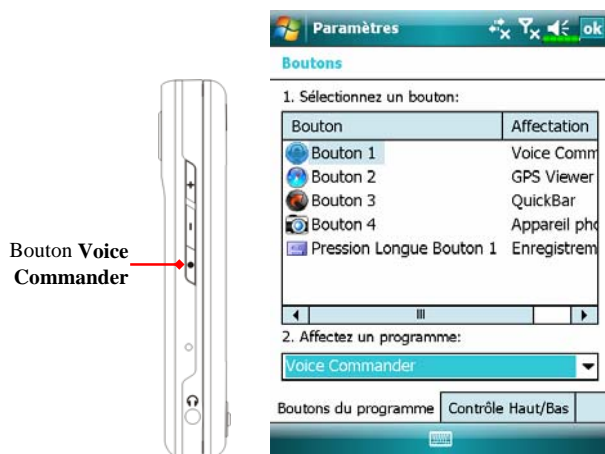 Bouton Voice
Commander
Paramètres
ok
Boutons
1. Sélectionnez un bouton:
Bouton Affectation
Bouton 1 Voice Comm
Bouton 2 GPS Viewer
Bouton 3 QuickBar
Bouton 4 Appareil pho
Pression Longue Bouton 1 Enregistrem
2. Affectez un programme:
Voice Commander
Boutons du programme Contrôle Haut/Bas